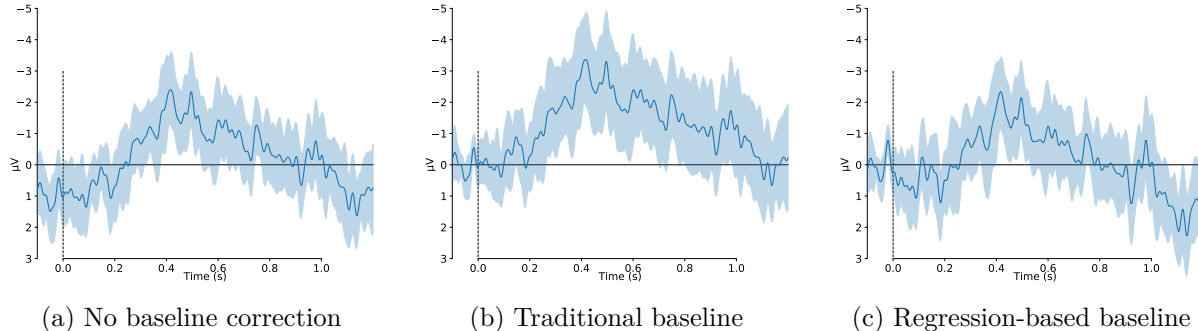 −5
−4
−3
−2
−1
0
1
2
3
µV
0.0 0.2 0.4 0.6 0.8 1.0
Time (s)
(a) No baseline correction
−5
−4
−3
−2
−1
0
1
2
3
µV
0.0 0.2 0.4 0.6 0.8 1.0
Time (s)
(b) Traditional baseline
−5
−4
−3
−2
−1
0
1
2
3
µV
0.0 0.2 0.4 0.6 0.8 1.0
Time (s)
(c) Regression-based baseline